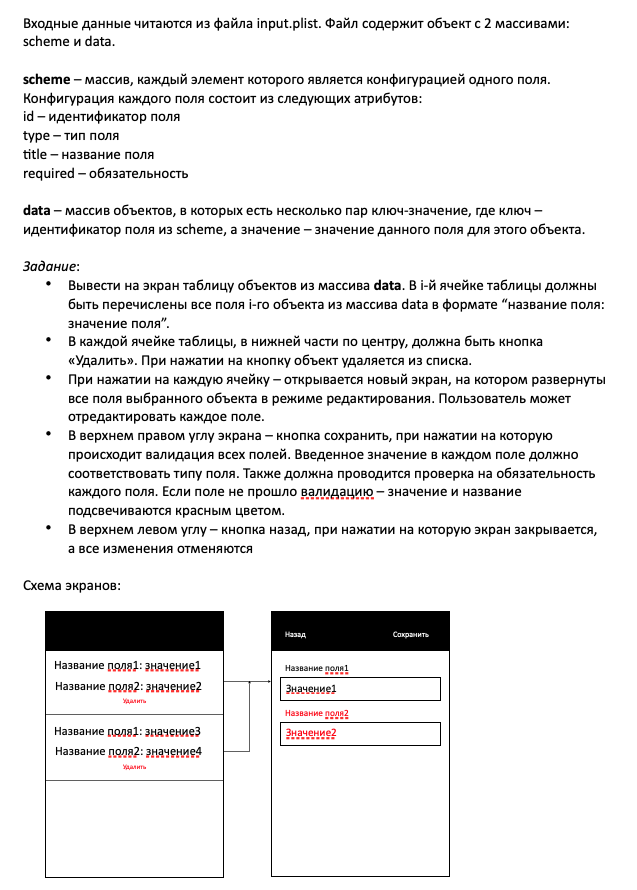 Входные данные читаются из файла input.plist. Файл содержит объект с 2 массивами:
scheme и data.
scheme – массив, каждый элемент которого является конфигурацией одного поля.
Конфигурация каждого поля состоит из следующих атрибутов:
id – идентификатор поля
type – тип поля
title – название поля
required – обязательность
data – массив объектов, в которых есть несколько пар ключ-значение, где ключ –
идентификатор поля из scheme, а значение – значение данного поля для этого объекта.
Задание:
• Вывести на экран таблицу объектов из массива data. В i-й ячейке таблицы должны
быть перечислены все поля i-го объекта из массива data в формате “название поля:
значение поля”.
• В каждой ячейке таблицы, в нижней части по центру, должна быть кнопка
«Удалить». При нажатии на кнопку объект удаляется из списка.
• При нажатии на каждую ячейку – открывается новый экран, на котором развернуты
все поля выбранного объекта в режиме редактирования. Пользователь может
отредактировать каждое поле.
• В верхнем правом углу экрана – кнопка сохранить, при нажатии на которую
происходит валидация всех полей. Введенное значение в каждом поле должно
соответствовать типу поля. Также должна проводится проверка на обязательность
каждого поля. Если поле не прошло валидацию – значение и название
подсвечиваются красным цветом.
• В верхнем левом углу – кнопка назад, при нажатии на которую экран закрывается,
а все изменения отменяются
Схема экранов:
Название поля1: значение1
Название поля2: значение2
Удалить
Название поля1: значение3
Название поля2: значение4
Удалить
Назад Сохранить
Название поля1
Значение1
Название поля2
Значение2